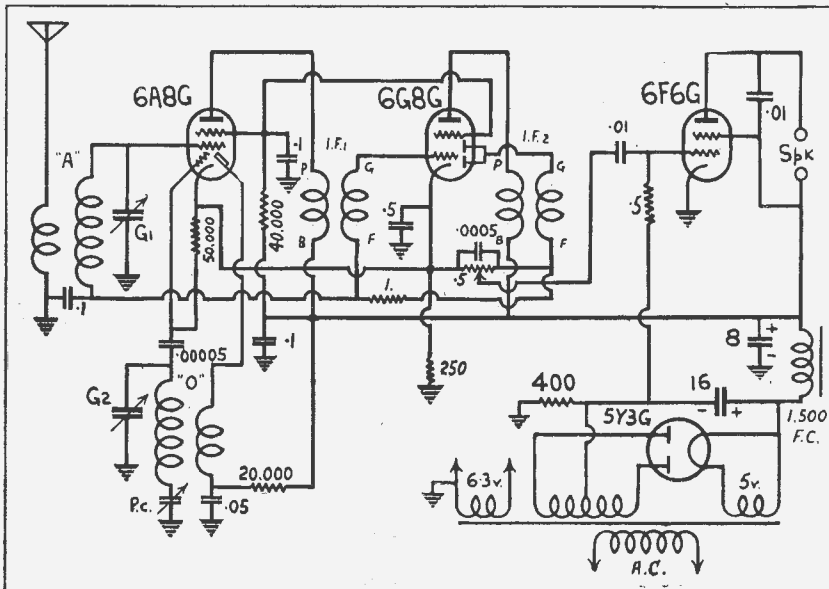 6A8G
6G8G
6F6G
.01
"A"
.1
I.F.1
I.F.2
.01
Spk
P
G
P
G
G1
50.000
40.000
.5
.0005
.5
B
F
B
F
.5
.1
1.
.00005
.1
8
+
-
"O"
250
G2
400
16
- +
1.500
F.C.
5Y3G
20.000
6.3v.
5v.
P.c.
.05
A.C.